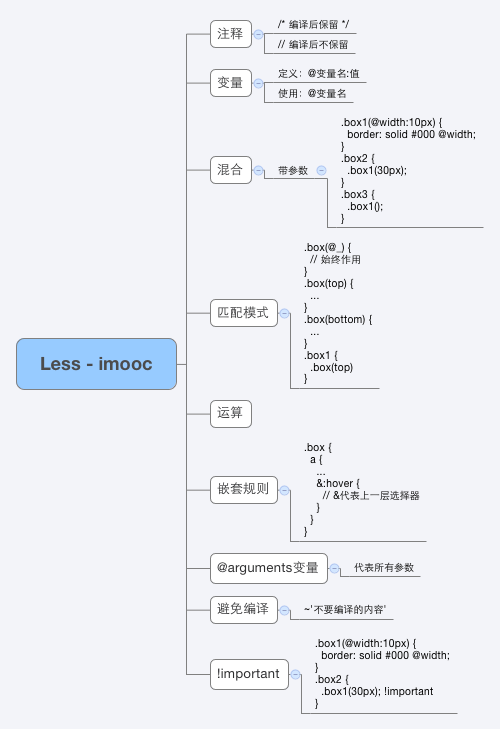 Less - imooc
注释
/* 编译后保留 */
// 编译后不保留
变量
定义：@变量名:值
使用：@变量名
混合
带参数
.box1(@width:10px) {
border: solid #000 @width;
}
.box2 {
.box1(30px);
}
.box3 {
.box1();
}
匹配模式
.box(@_) {
// 始终作用
}
.box(top) {
...
}
.box(bottom) {
...
}
.box1 {
.box(top)
}
运算
嵌套规则
.box {
a {
...
&:hover {
// &代表上一层选择器
}
}
}
@arguments变量
代表所有参数
避免编译
~'不要编译的内容'
!important
.box1(@width:10px) {
border: solid #000 @width;
}
.box2 {
.box1(30px); !important
}